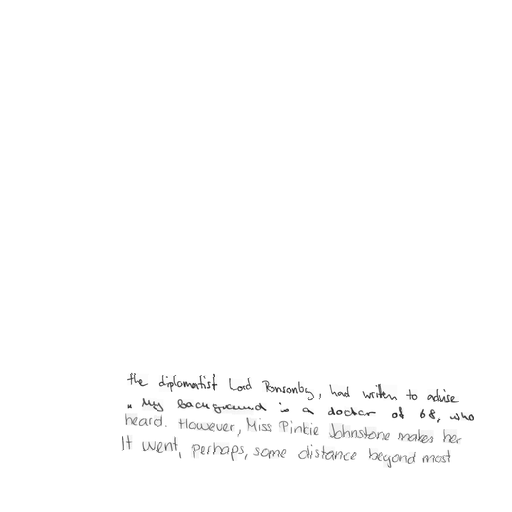 the diplomatist Lord Ponsonby, had written to advise
" My background is a doctor of 68, who
heard. However, Miss Pinkie Johnstone makes her
It went, perhaps, some distance beyond most